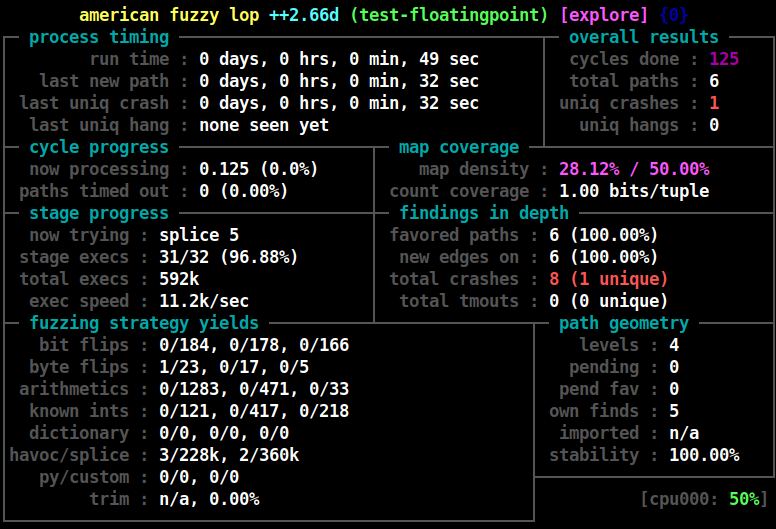 american fuzzy lop ++2.66d (test-floatingpoint) [explore] {0}
process timing overall results
run time : 0 days, 0 hrs, 0 min, 49 sec cycles done : 125
last new path : 0 days, 0 hrs, 0 min, 32 sec total paths : 6
last uniq crash : 0 days, 0 hrs, 0 min, 32 sec uniq crashes : 1
last uniq hang : none seen yet uniq hangs : 0
cycle progress map coverage
now processing : 0.125 (0.0%) map density : 28.12% / 50.00%
paths timed out : 0 (0.00%) count coverage : 1.00 bits/tuple
stage progress findings in depth
now trying : splice 5 favored paths : 6 (100.00%)
stage execs : 31/32 (96.88%) new edges on : 6 (100.00%)
total execs : 592k total crashes : 8 (1 unique)
exec speed : 11.2k/sec total tmouts : 0 (0 unique)
fuzzing strategy yields path geometry
bit flips : 0/184, 0/178, 0/166 levels : 4
byte flips : 1/23, 0/17, 0/5 pending : 0
arithmetics : 0/1283, 0/471, 0/33 pend fav : 0
known ints : 0/121, 0/417, 0/218 own finds : 5
dictionary : 0/0, 0/0, 0/0 imported : n/a
havoc/splice : 3/228k, 2/360k stability : 100.00%
py/custom : 0/0, 0/0
trim : n/a, 0.00% [cpu000: 50%]